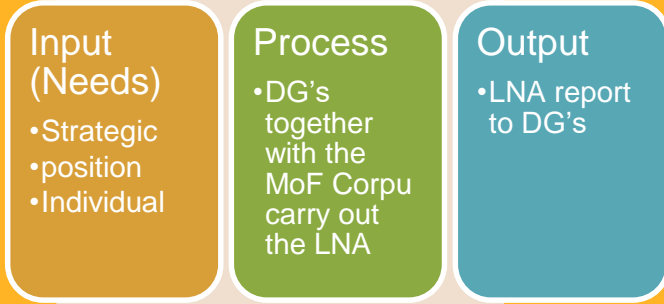 Input
(Needs)
•Strategic
•position
•Individual
Process
•DG's
together
with the
MoF Corpu
carry out
the LNA
Output
•LNA report
to DG's